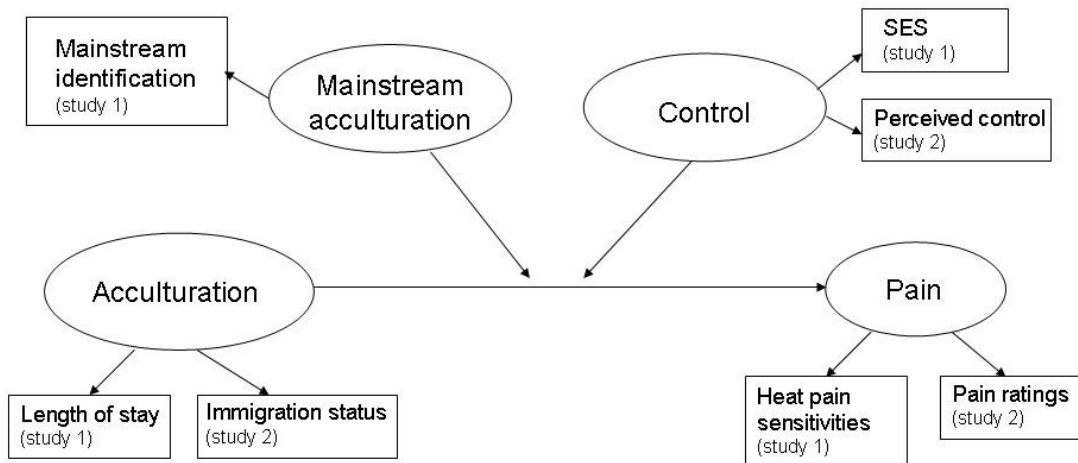 Mainstream
identification
(study 1)
Mainstream
acculturation
Control
SES
(study 1)
Perceived control
(study 2)
Acculturation
Pain
Length of stay
(study 1)
Immigration status
(study 2)
Heat pain
sensitivities
(study 1)
Pain ratings
(study 2)